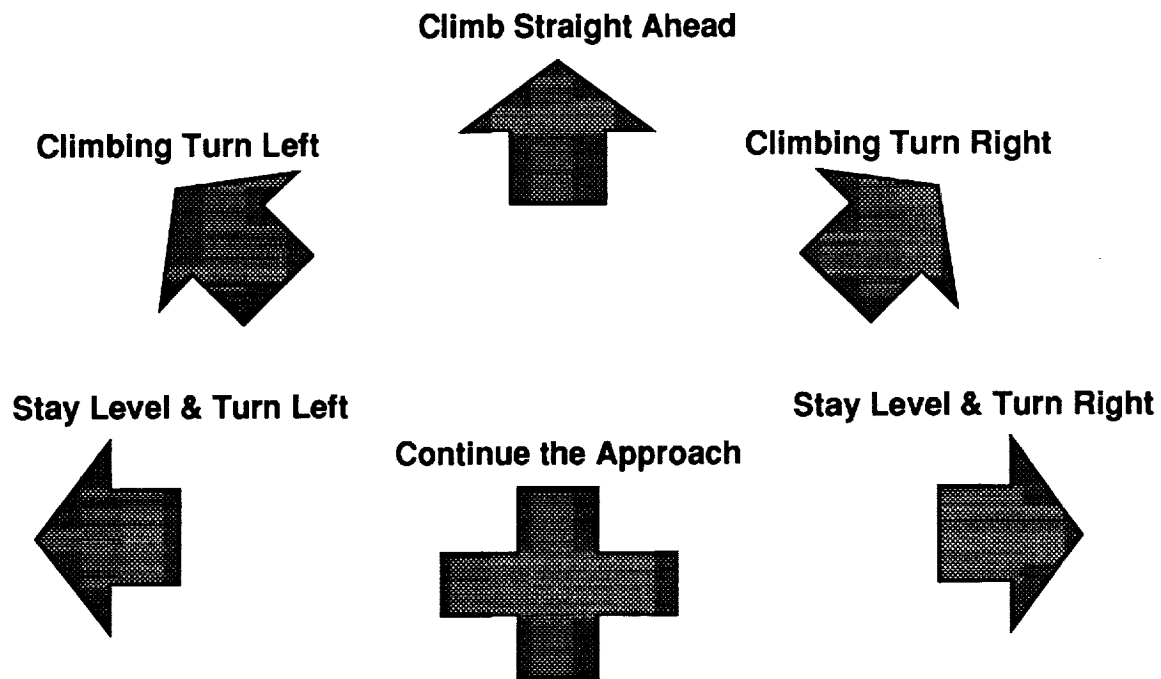 Climb Straight Ahead
Climbing Turn Left
Climbing Turn Right
Stay Level & Turn Left
Stay Level & Turn Right
Continue the Approach